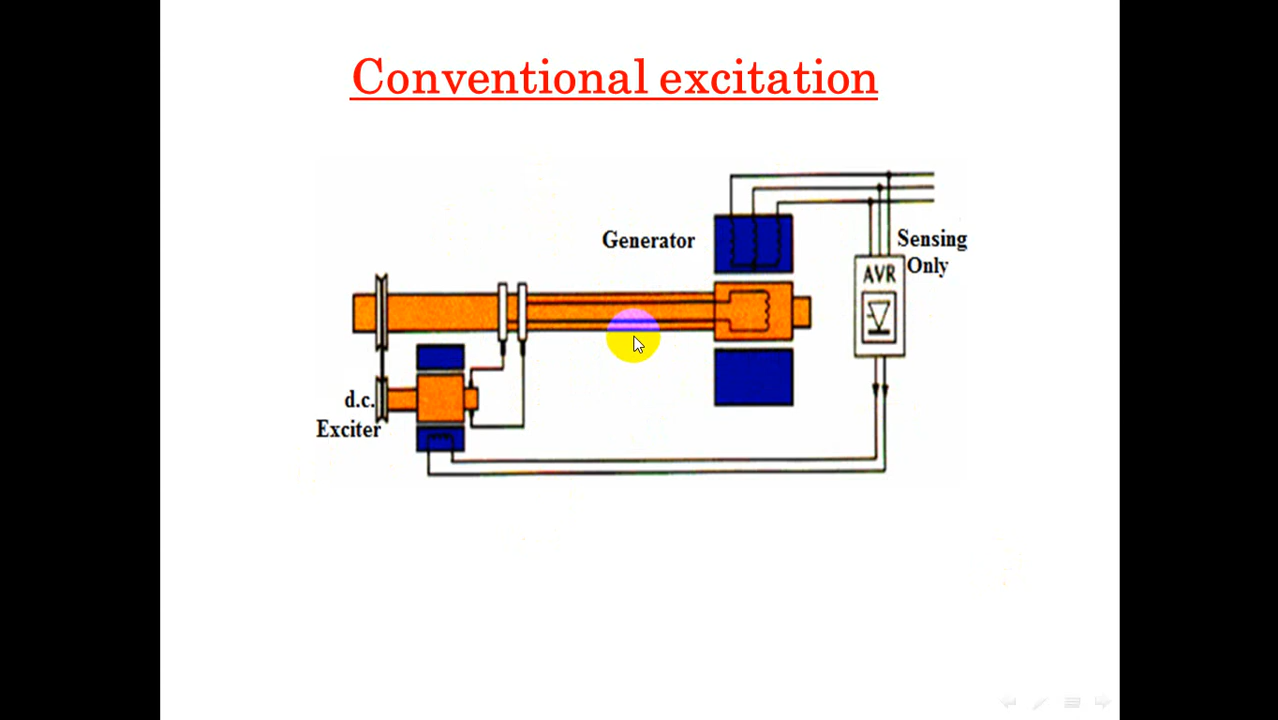 Conventional excitation
Generator
Sensing
Only
AVR
d.c.
Exciter